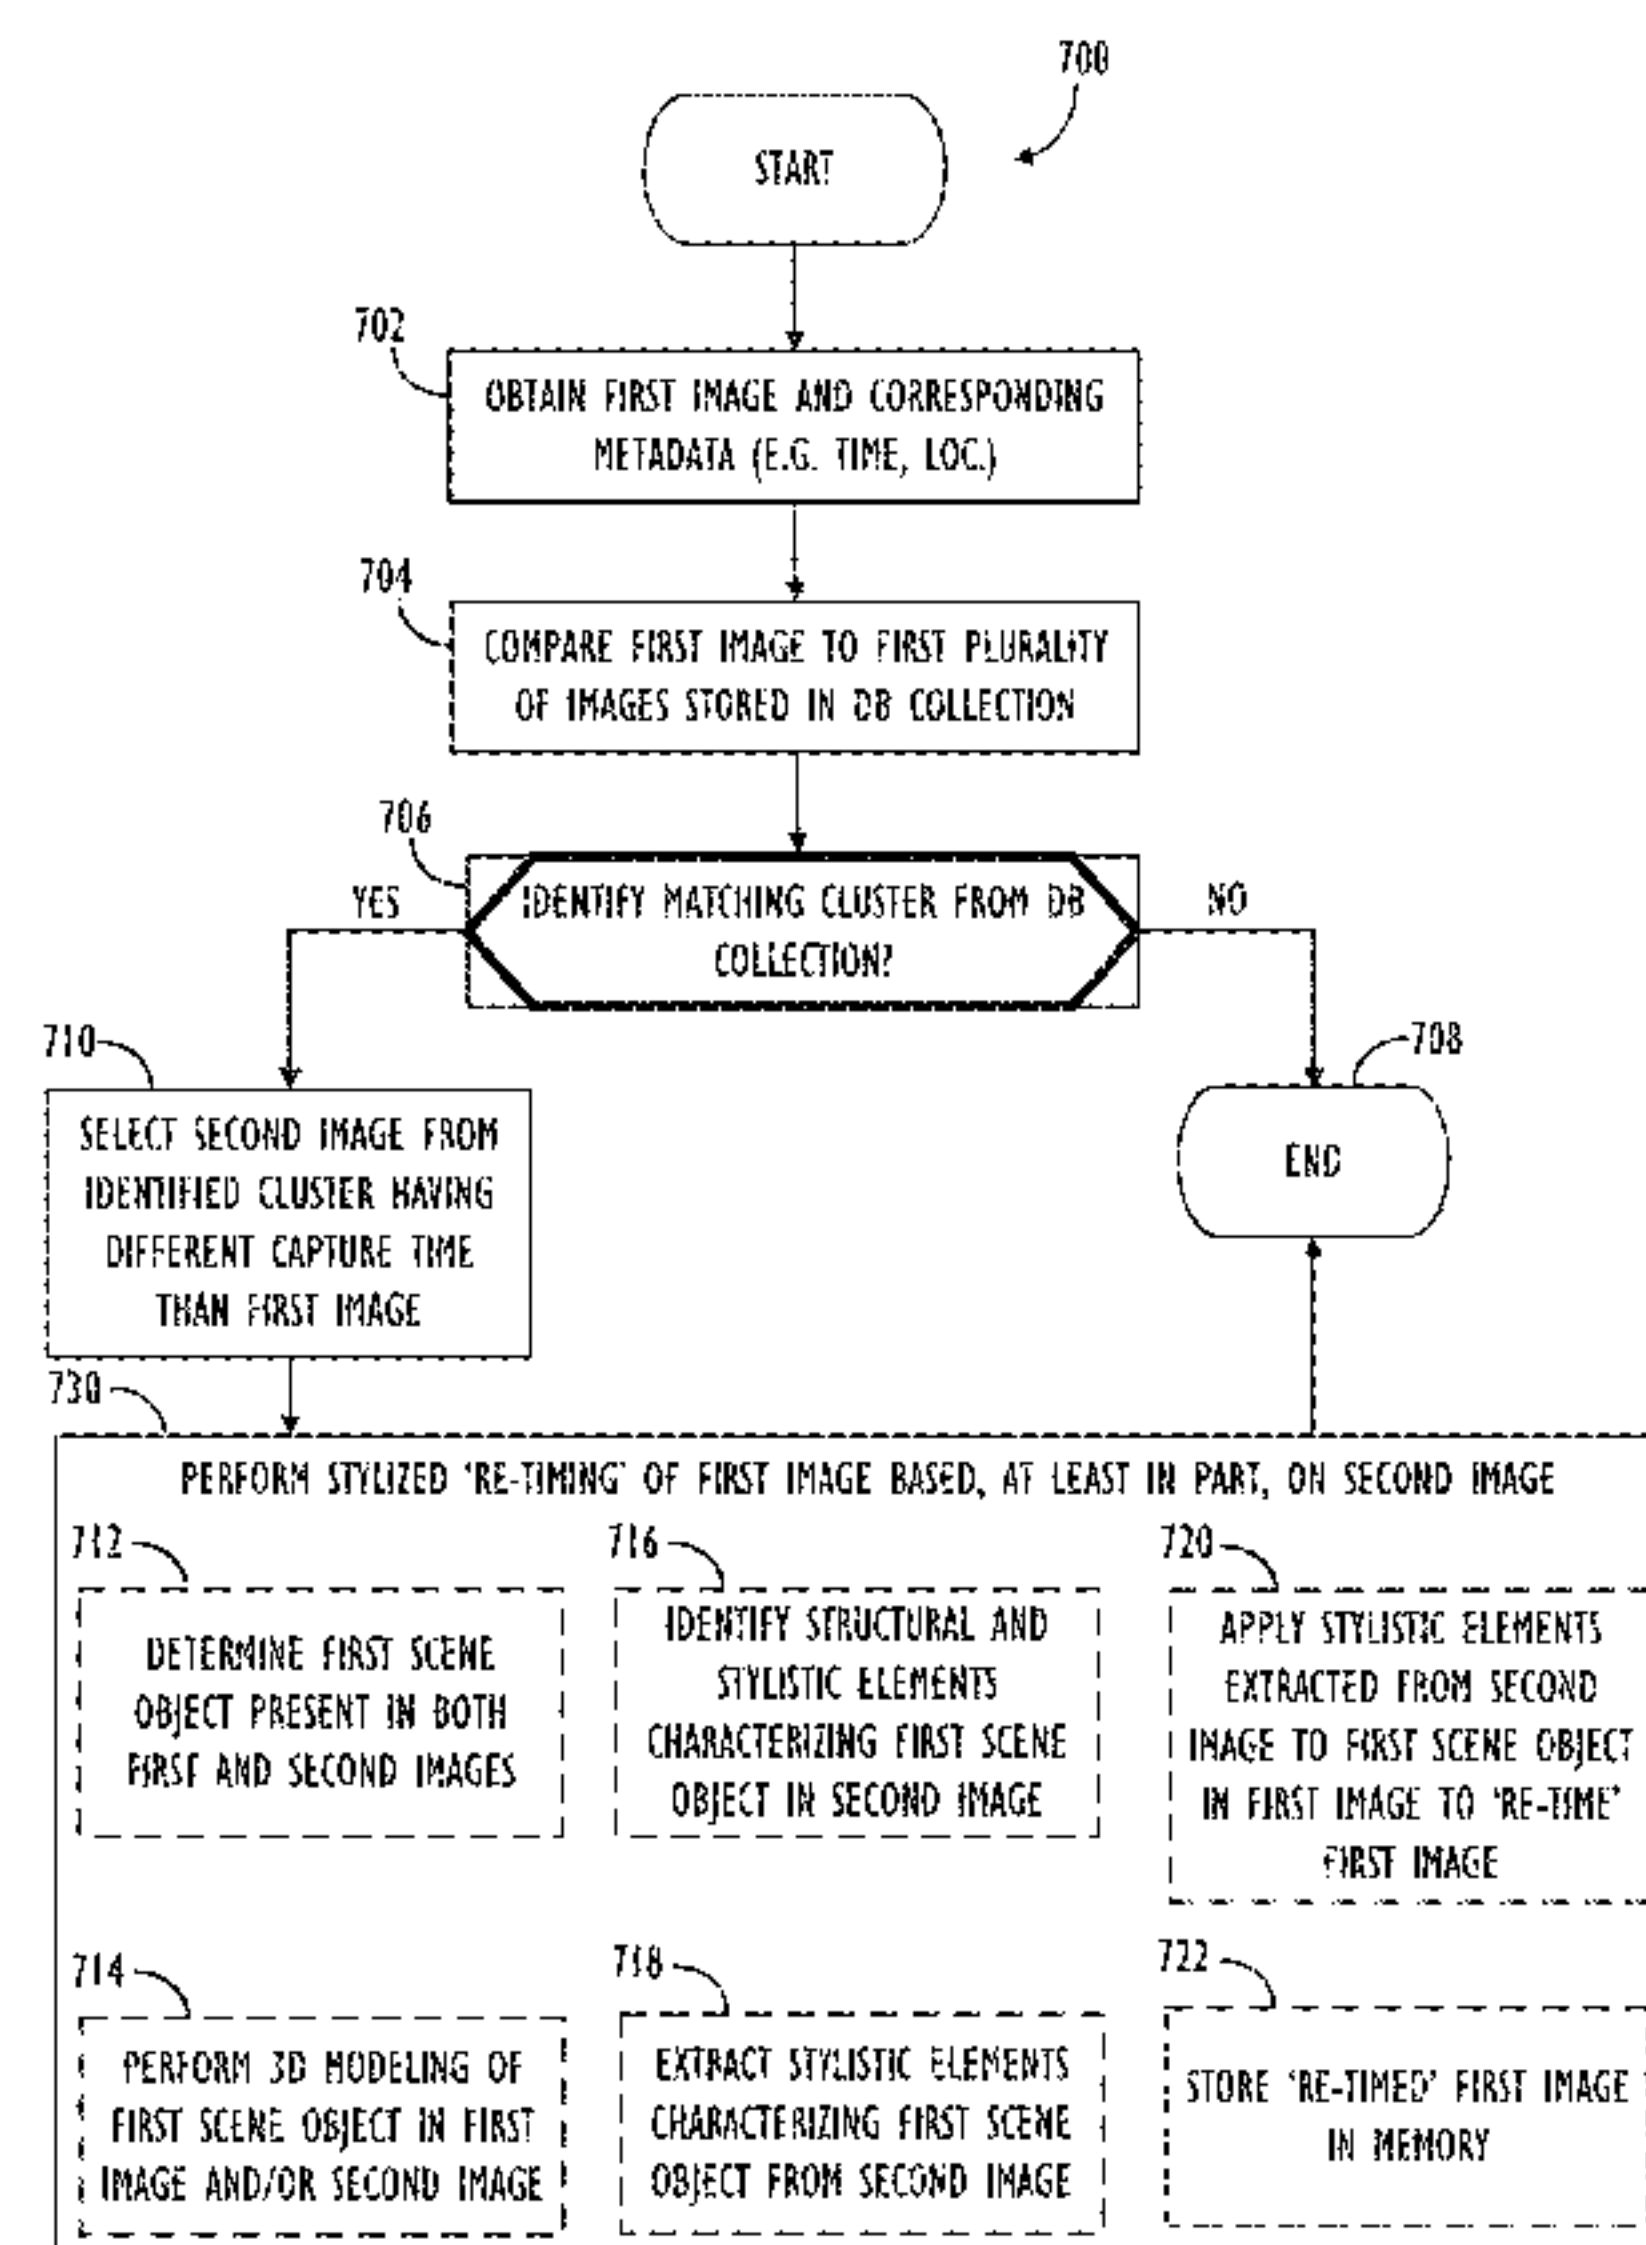 700
START
702
OBTAIN FIRST IMAGE AND CORRESPONDING
METADATA (E.G. TIME, LOC.)
704
COMPARE FIRST IMAGE TO FIRST PLURALITY
OF IMAGES STORED IN DB COLLECTION
706
YES
IDENTIFY MATCHING CLUSTER FROM DB
COLLECTION?
NO
710
SELECT SECOND IMAGE FROM
IDENTIFIED CLUSTER HAVING
DIFFERENT CAPTURE TIME
THAN FIRST IMAGE
708
END
730
PERFORM STYLIZED 'RE-TIMING' OF FIRST IMAGE BASED, AT LEAST IN PART, ON SECOND IMAGE
712
DETERMINE FIRST SCENE
OBJECT PRESENT IN BOTH
FIRST AND SECOND IMAGES
716
IDENTIFY STRUCTURAL AND
STYLISTIC ELEMENTS
CHARACTERIZING FIRST SCENE
OBJECT IN SECOND IMAGE
720
APPLY STYLISTIC ELEMENTS
EXTRACTED FROM SECOND
IMAGE TO FIRST SCENE OBJECT
IN FIRST IMAGE TO 'RE-TIME'
FIRST IMAGE
714
PERFORM 3D MODELING OF
FIRST SCENE OBJECT IN FIRST
IMAGE AND/OR SECOND IMAGE
718
EXTRACT STYLISTIC ELEMENTS
CHARACTERIZING FIRST SCENE
OBJECT FROM SECOND IMAGE
722
STORE 'RE-TIMED' FIRST IMAGE
IN MEMORY